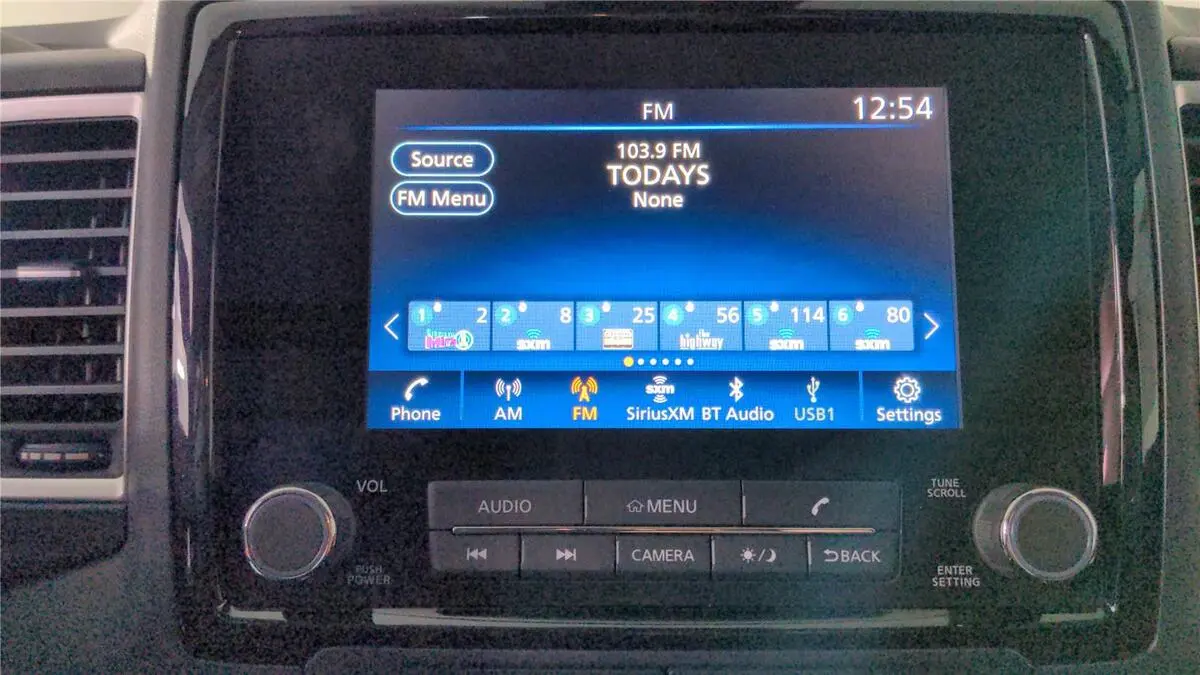 FM
12:54
Source
103.9 FM
TODAYS
FM Menu
None
1 2
2 8
3 25
4 56
5 114
6 80
sxm
the highway
sxm
sxm
Phone
AM
FM
sxm
SiriusXM
BT Audio
USB1
Settings
VOL
PUSH
POWER
AUDIO
MENU
TUNE
SCROLL
CAMERA
BACK
ENTER
SETTING